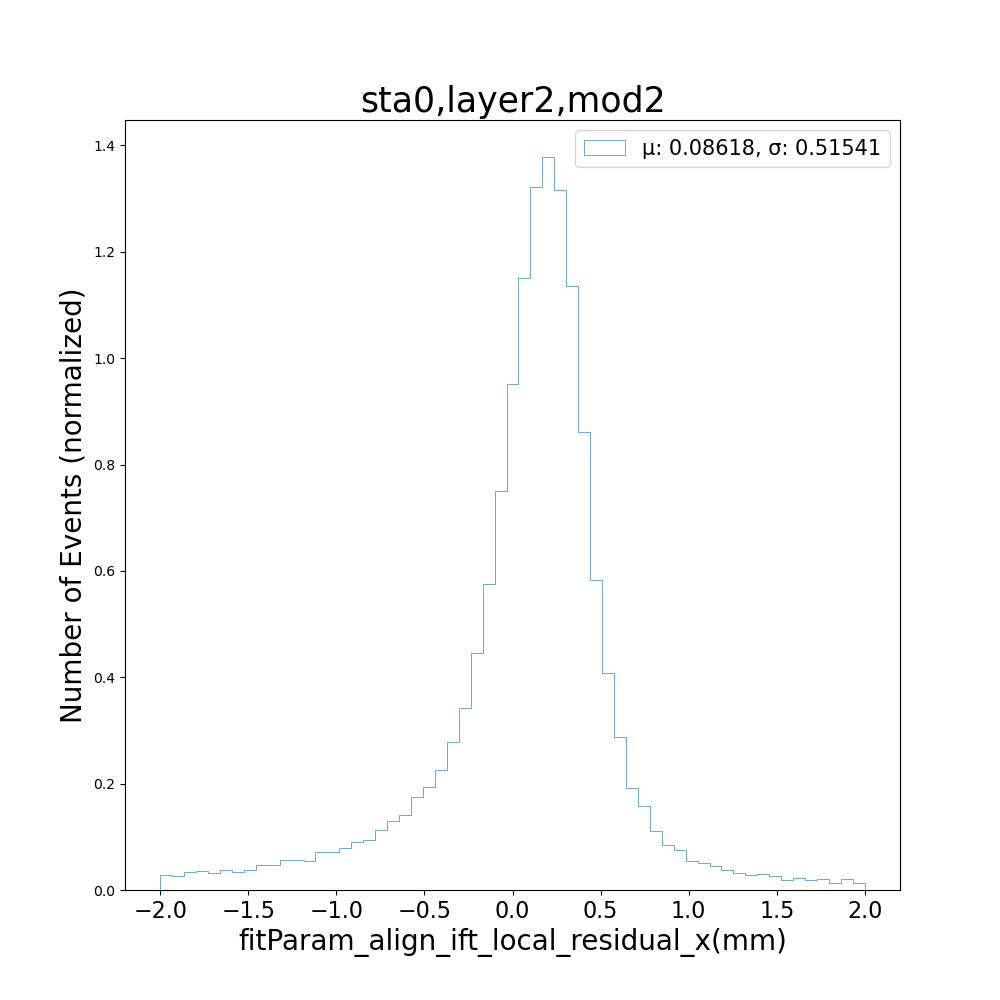 sta0,layer2,mod2
μ: 0.08618, σ: 0.51541
Number of Events (normalized)
1.4
1.2
1.0
0.8
0.6
0.4
0.2
0.0
−2.0 −1.5 −1.0 −0.5 0.0 0.5 1.0 1.5 2.0
fitParam_align_ift_local_residual_x(mm)